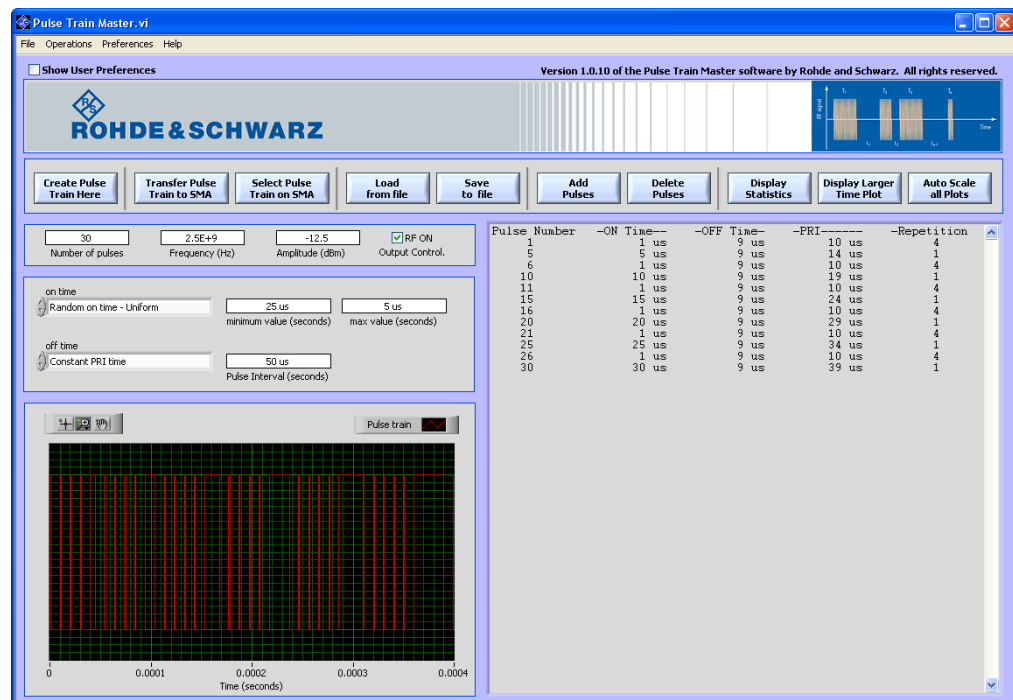 Pulse Train Master.vi
File Operations Preferences Help
Show User Preferences
Version 1.0.10 of the Pulse Train Master software by Rohde and Schwarz. All rights reserved.
ROHDE&SCHWARZ
Create Pulse Train Here
Transfer Pulse Train to SMA
Select Pulse Train on SMA
Load from file
Save to file
Add Pulses
Delete Pulses
Display Statistics
Display Larger Time Plot
Auto Scale all Plots
30 2.5E+9 -12.5 RF ON
Number of pulses Frequency (Hz) Amplitude (dBm) Output Control.
on time
Random on time - Uniform 25 us 5 us
minimum value (seconds) max value (seconds)
off time
Constant PRI time 50 us
Pulse Interval (seconds)
Pulse Number -ON Time-- -OFF Time- -PRI------ -Repetition
1 1 us 9 us 10 us 4
5 5 us 9 us 14 us 1
6 1 us 9 us 10 us 4
10 10 us 9 us 19 us 1
11 1 us 9 us 10 us 4
15 15 us 9 us 24 us 1
16 1 us 9 us 10 us 4
20 20 us 9 us 29 us 1
21 1 us 9 us 10 us 4
25 25 us 9 us 34 us 1
26 1 us 9 us 10 us 4
30 30 us 9 us 39 us 1
Pulse train
0 0.0001 0.0002 0.0003 0.0004
Time (seconds)